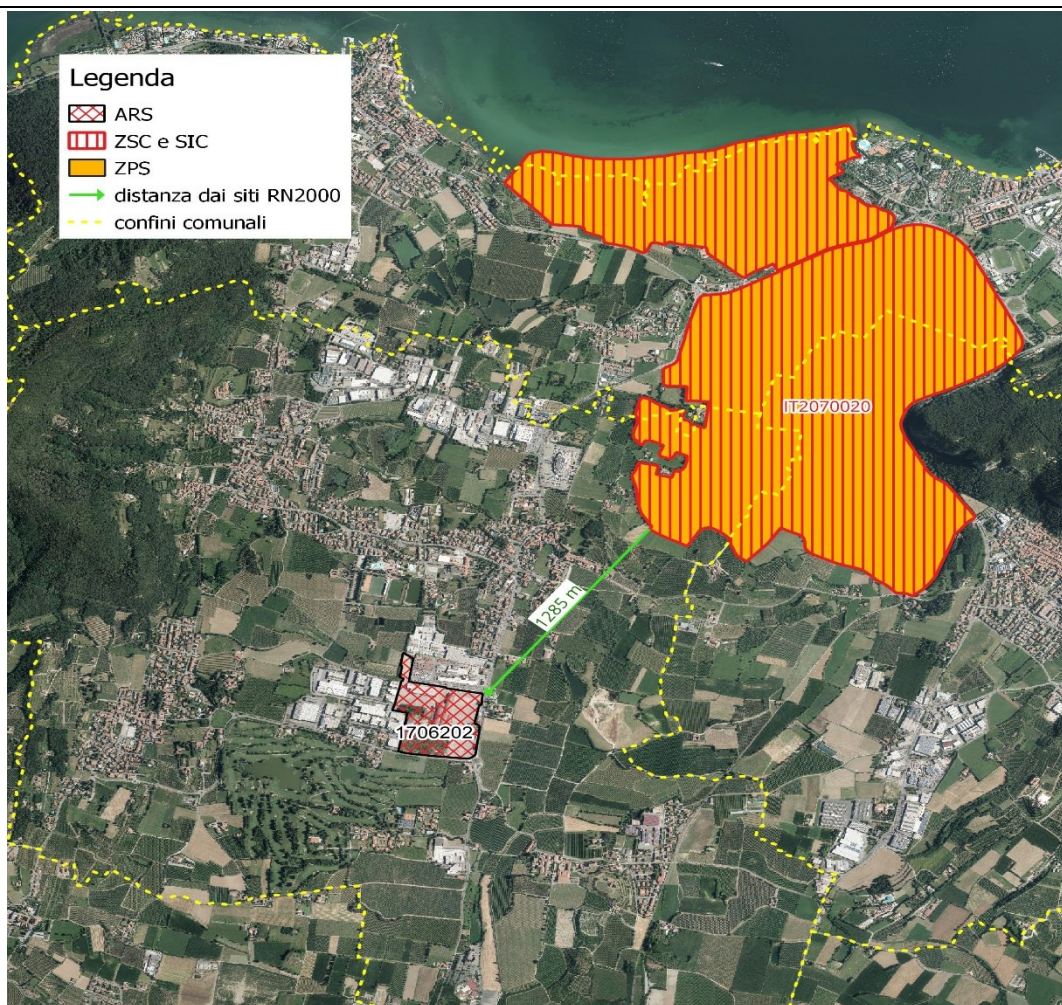 Legenda
ARS
ZSC e SIC
ZPS
distanza dai siti RN2000
confini comunali
IT2070020
1285 m
1706202